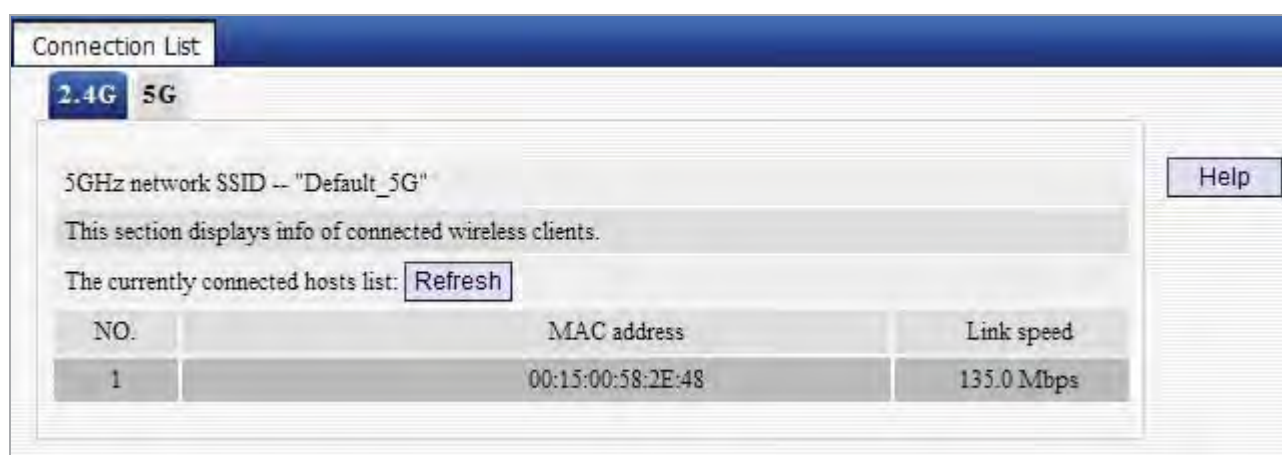 Connection List
2.4G 5G
5GHz network SSID -- "Default_5G"
Help
This section displays info of connected wireless clients.
The currently connected hosts list: Refresh
NO. MAC address Link speed
1 00:15:00:58:2E:48 135.0 Mbps